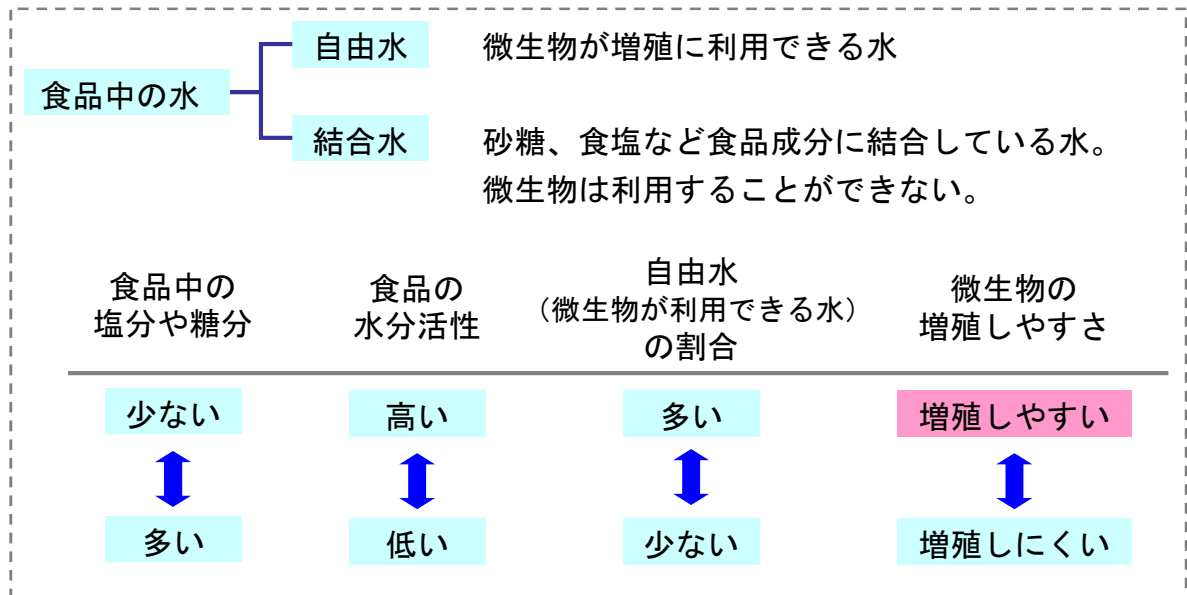 食品中の水
自由水
微生物が増殖に利用できる水
結合水
砂糖、食塩など食品成分に結合している水。
微生物は利用することができない。
食品中の
塩分や糖分
食品の
水分活性
自由水
（微生物が利用できる水）
の割合
微生物の
増殖しやすさ
少ない
高い
多い
増殖しやすい
多い
低い
少ない
増殖しにくい